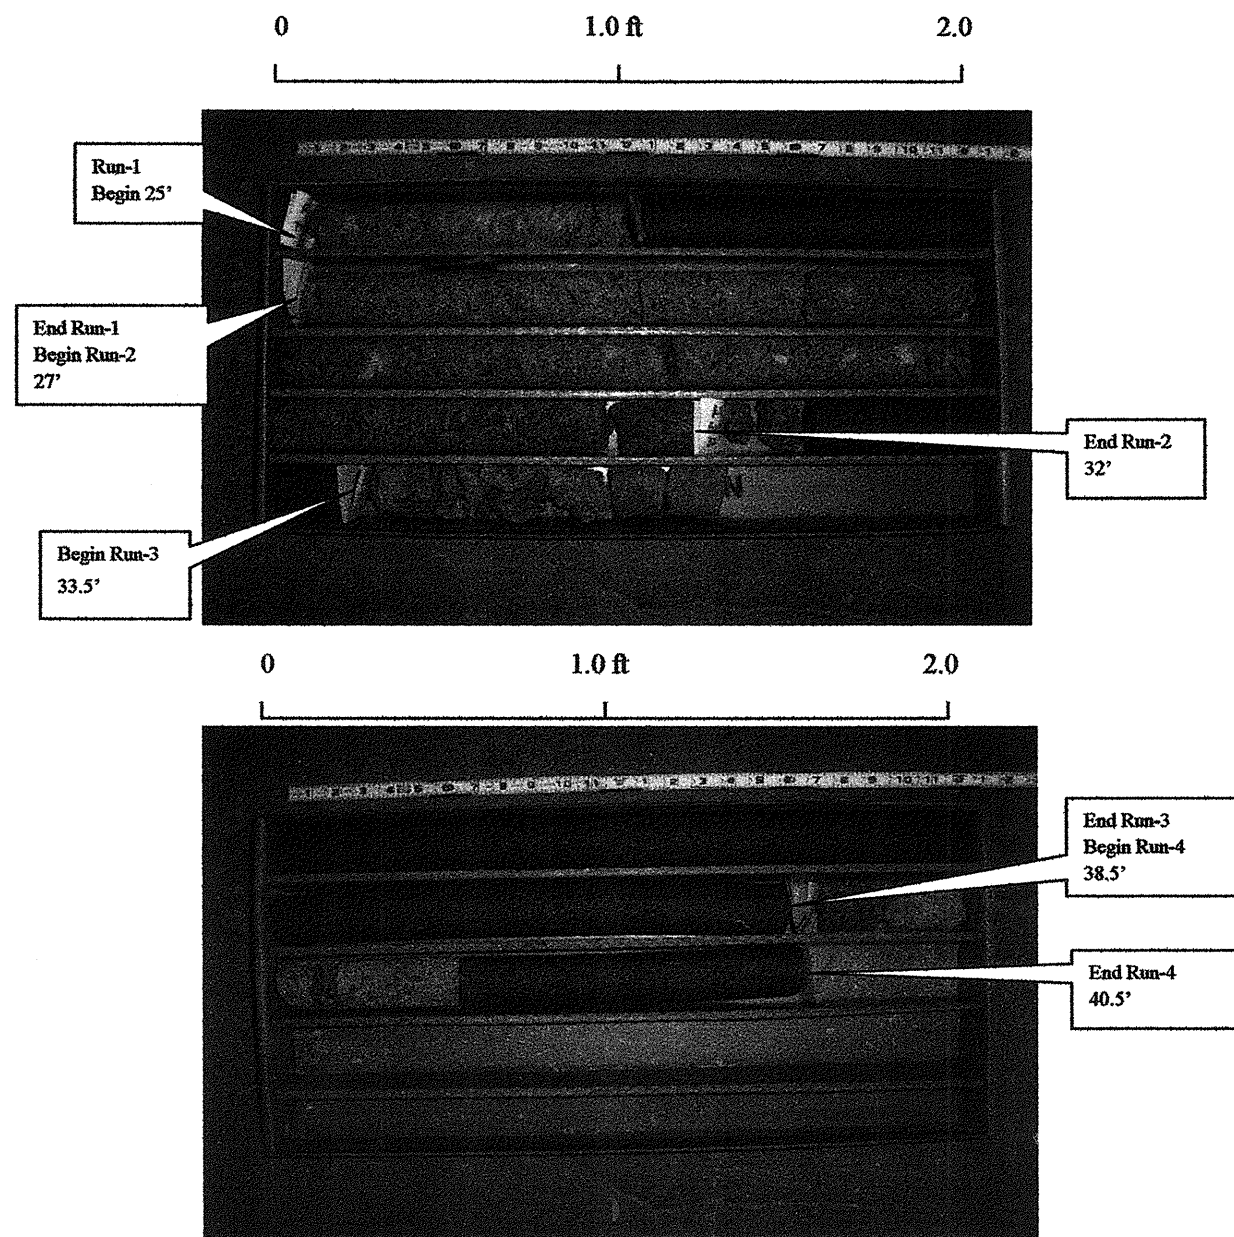 0 1.0 ft 2.0
Run-1
Begin 25’
End Run-1
Begin Run-2
27’
End Run-2
32’
Begin Run-3
33.5’
0 1.0 ft 2.0
End Run-3
Begin Run-4
38.5’
End Run-4
40.5’